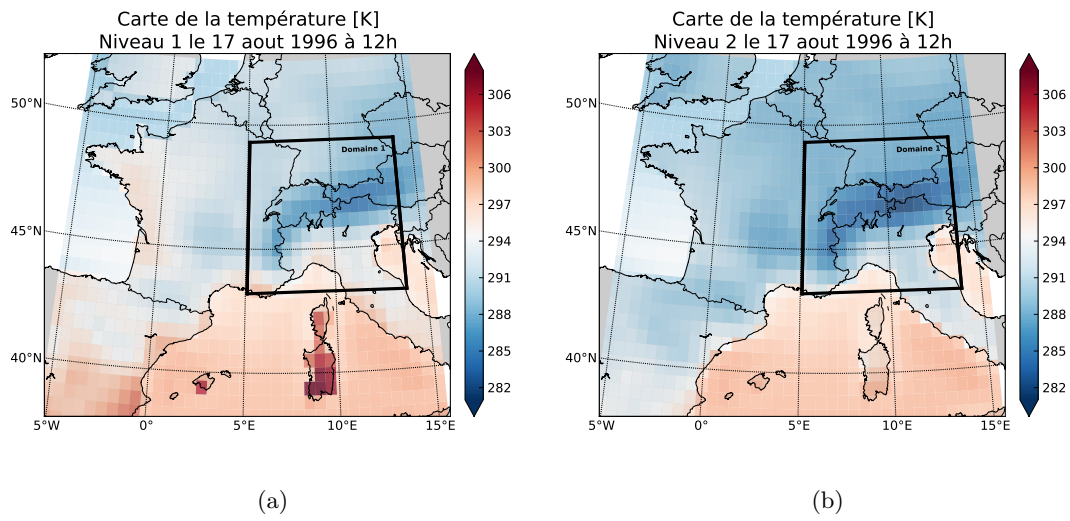 Carte de la température [K]
Niveau 1 le 17 aout 1996 à 12h
Domaine 1
50°N
45°N
40°N
5°W
0°
5°E
10°E
15°E
306
303
300
297
294
291
288
285
282
(a)
Carte de la température [K]
Niveau 2 le 17 aout 1996 à 12h
Domaine 1
50°N
45°N
40°N
5°W
0°
5°E
10°E
15°E
306
303
300
297
294
291
288
285
282
(b)